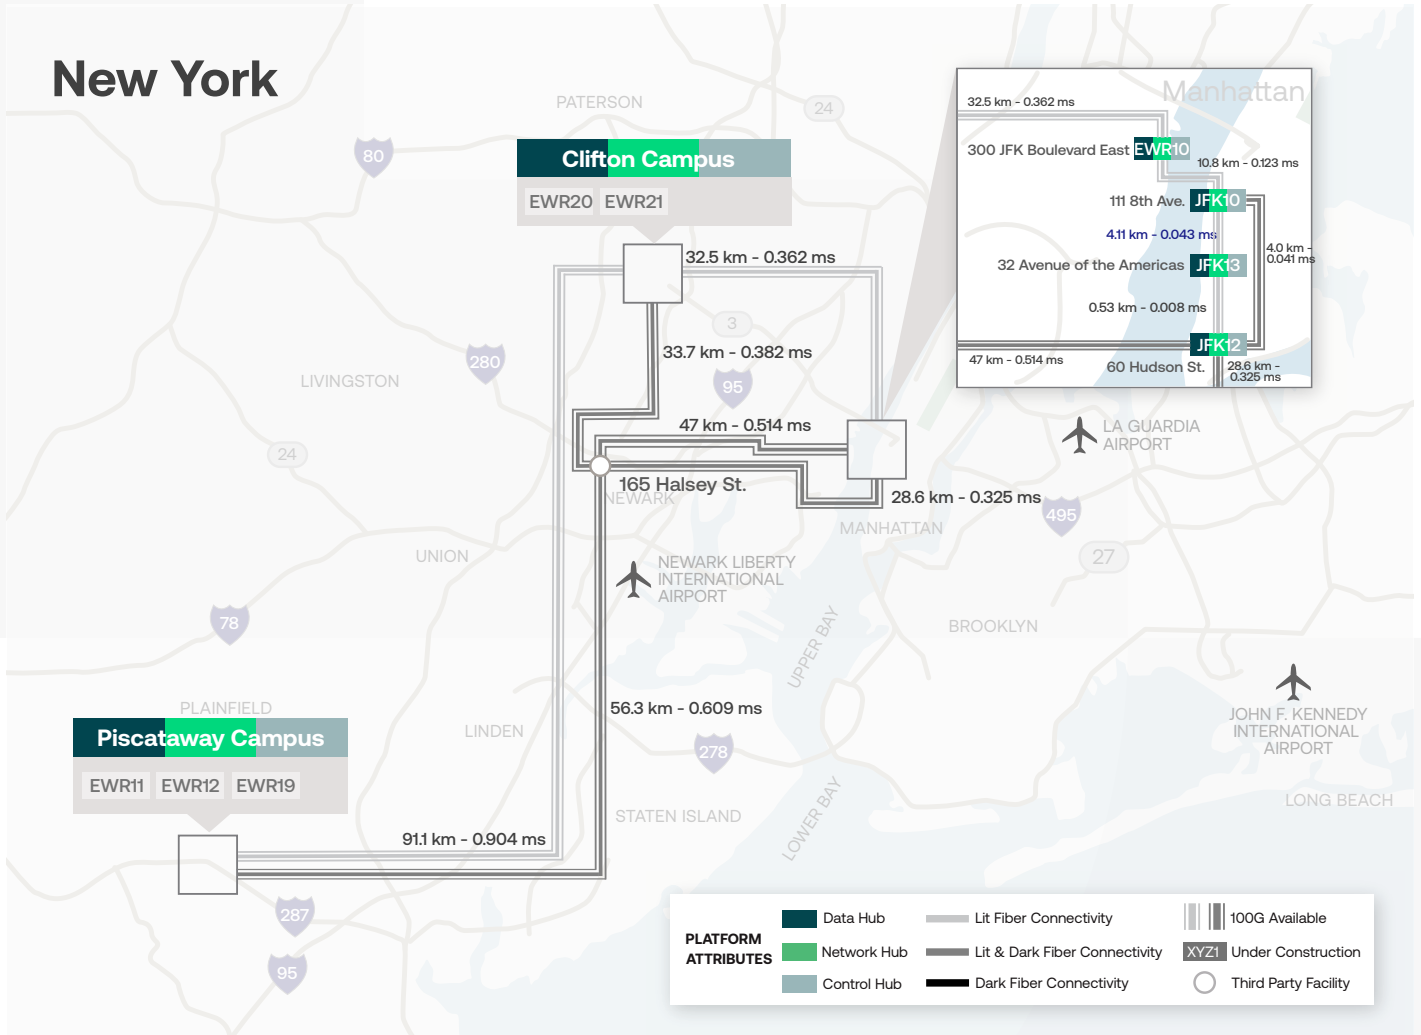 New York
PATERSON
24
80
Clifton Campus
EWR20 EWR21
32.5 km - 0.362 ms
3
33.7 km - 0.382 ms
280
95
LIVINGSTON
47 km - 0.514 ms
24
165 Halsey St.
NEWARK
28.6 km - 0.325 ms
MANHATTAN
UNION
NEWARK LIBERTY
INTERNATIONAL
AIRPORT
78
UPPER BAY
BROOKLYN
495
27
LA GUARDIA
AIRPORT
Manhattan
32.5 km - 0.362 ms
300 JFK Boulevard East EWR10
10.8 km - 0.123 ms
111 8th Ave. JFK10
4.11 km - 0.043 ms
4.0 km -
0.041 ms
32 Avenue of the Americas JFK13
0.53 km - 0.008 ms
JFK12
47 km - 0.514 ms
60 Hudson St.
28.6 km -
0.325 ms
JOHN F. KENNEDY
INTERNATIONAL
AIRPORT
LONG BEACH
PLAINFIELD
Piscataway Campus
EWR11 EWR12 EWR19
LINDEN
56.3 km - 0.609 ms
278
STATEN ISLAND
LOWER BAY
91.1 km - 0.904 ms
287
95
PLATFORM
ATTRIBUTES
Data Hub
Network Hub
Control Hub
Lit Fiber Connectivity
Lit & Dark Fiber Connectivity
Dark Fiber Connectivity
100G Available
XYZ1 Under Construction
Third Party Facility